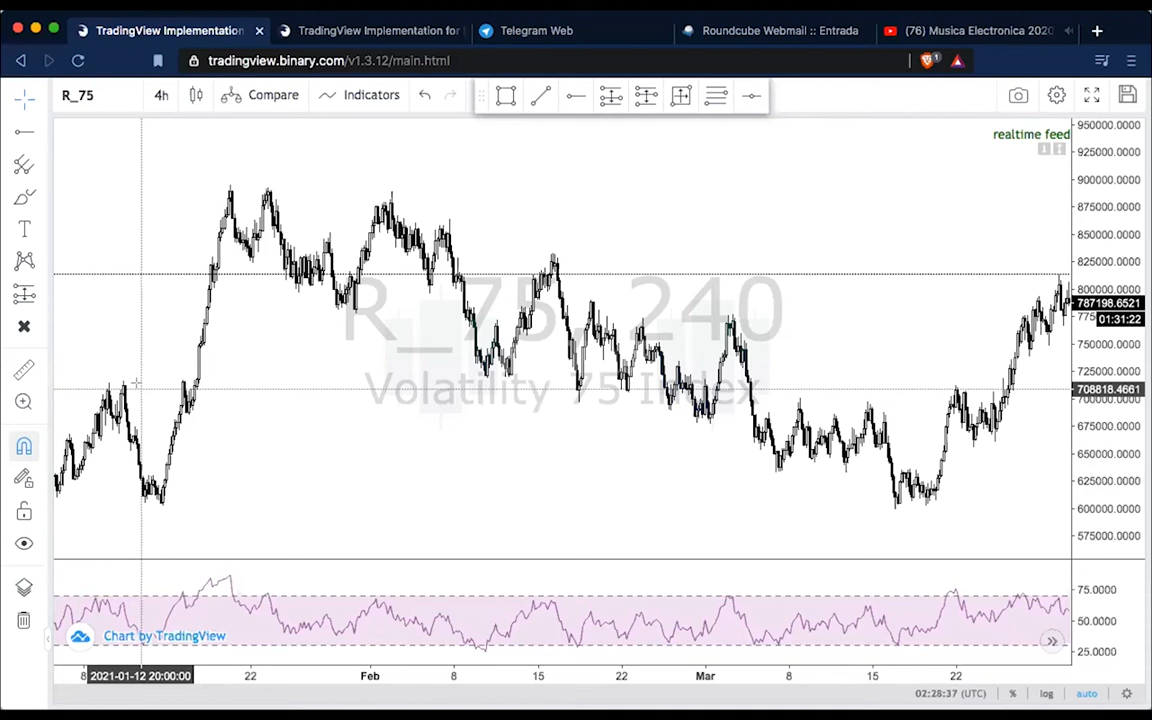 TradingView Implementation
TradingView Implementation for
Telegram Web
Roundcube Webmail :: Entrada
(76) Musica Electronica 2020
tradingview.binary.com/v1.3.12/main.html
1
R_75
4h
Compare
Indicators
realtime feed
R_75, 240
Volatility 75 Index
950000.0000
925000.0000
900000.0000
875000.0000
850000.0000
825000.0000
800000.0000
787198.6521
775
01:31:22
750000.0000
725000.0000
708818.4661
700000.0000
675000.0000
650000.0000
625000.0000
600000.0000
575000.0000
75.0000
50.0000
25.0000
Chart by TradingView
8
2021-01-12 20:00:00
22
Feb
8
15
22
Mar
8
15
22
02:28:37 (UTC)
%
log
auto